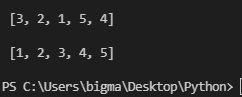 [3, 2, 1, 5, 4]
[1, 2, 3, 4, 5]
PS C:\Users\bigma\Desktop\Python>